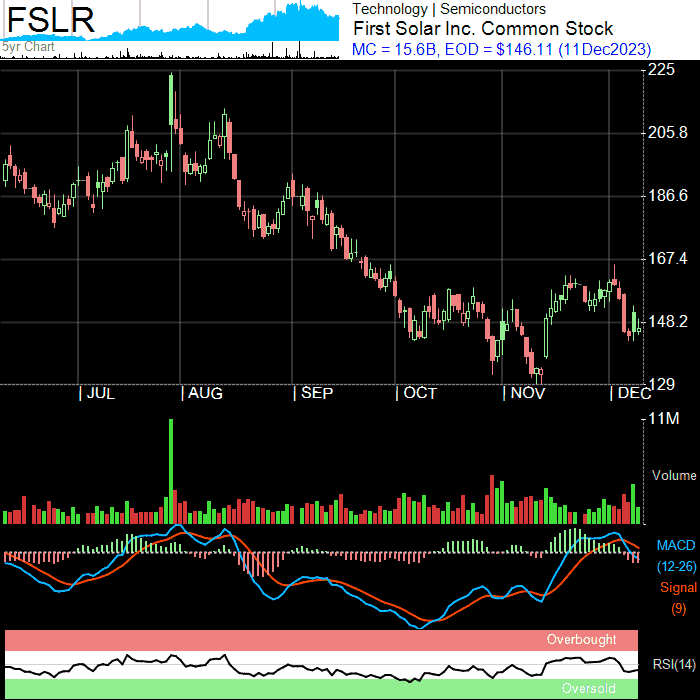 FSLR
5yr Chart
Technology | Semiconductors
First Solar Inc. Common Stock
MC = 15.6B, EOD = $146.11 (11Dec2023)
225
205.8
186.6
167.4
148.2
129
| JUL | AUG | SEP | OCT | NOV | DEC
11M
Volume
MACD
(12-26)
Signal
(9)
Overbought
RSI(14)
Oversold